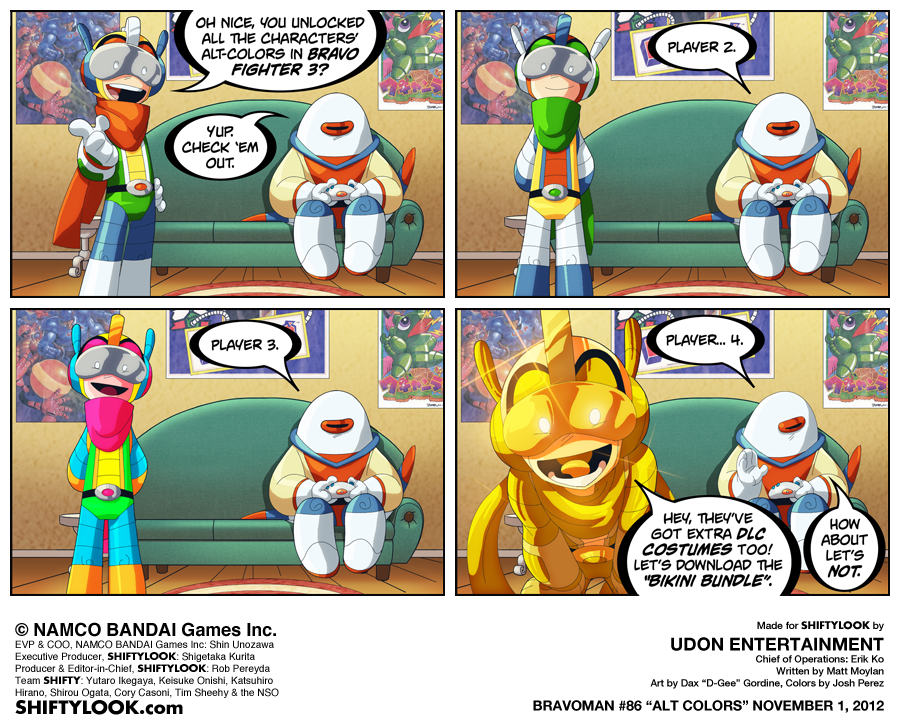 OH NICE, YOU UNLOCKED
ALL THE CHARACTERS'
ALT-COLORS IN BRAVO
FIGHTER 3?
YUP.
CHECK 'EM
OUT.
PLAYER 2.
PLAYER 3.
PLAYER... 4.
HEY, THEY'VE
GOT EXTRA DLC
COSTUMES TOO!
LET'S DOWNLOAD THE
"BIKINI BUNDLE".
HOW
ABOUT
LET'S
NOT.
© NAMCO BANDAI Games Inc.
EVP & COO, NAMCO BANDAI Games Inc: Shin Unozawa
Executive Producer, SHIFTYLOOK: Shigetaka Kurita
Producer & Editor-in-Chief, SHIFTYLOOK: Rob Pereyda
Team SHIFTY: Yutaro Ikegaya, Keisuke Onishi, Katsuhiro
Hirano, Shirou Ogata, Cory Casoni, Tim Sheehy & the NSO
SHIFTYLOOK.com
Made for SHIFTYLOOK by
UDON ENTERTAINMENT
Chief of Operations: Erik Ko
Written by Matt Moylan
Art by Dax "D-Gee" Gordine, Colors by Josh Perez
BRAVOMAN #86 "ALT COLORS" NOVEMBER 1, 2012